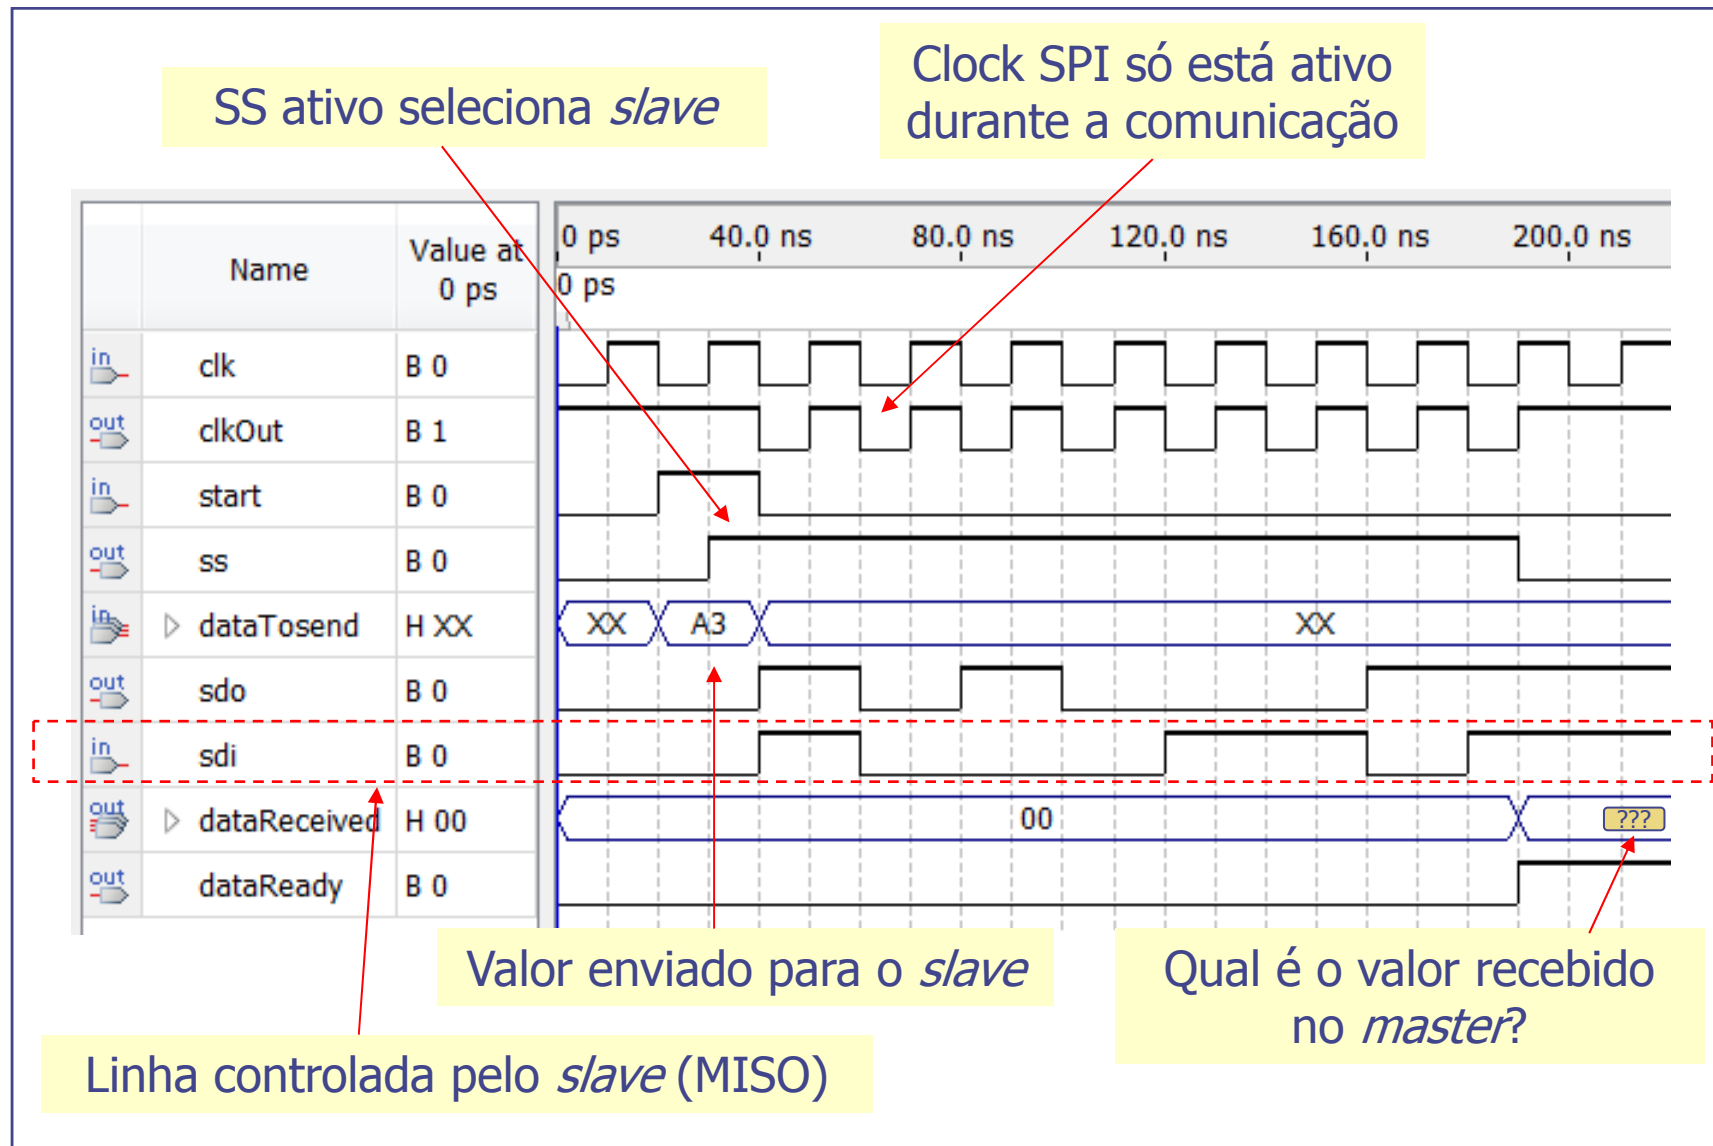 SS ativo seleciona slave
Clock SPI só está ativo
durante a comunicação
Name
Value at
0 ps
0 ps
40.0 ns
80.0 ns
120.0 ns
160.0 ns
200.0 ns
0 ps
in
clk
B 0
out
clkOut
B 1
in
start
B 0
out
ss
B 0
in
dataTosend
H XX
XX
A3
XX
out
sdo
B 0
in
sdi
B 0
out
dataReceived
H 00
00
???
out
dataReady
B 0
Valor enviado para o slave
Qual é o valor recebido
no master?
Linha controlada pelo slave (MISO)